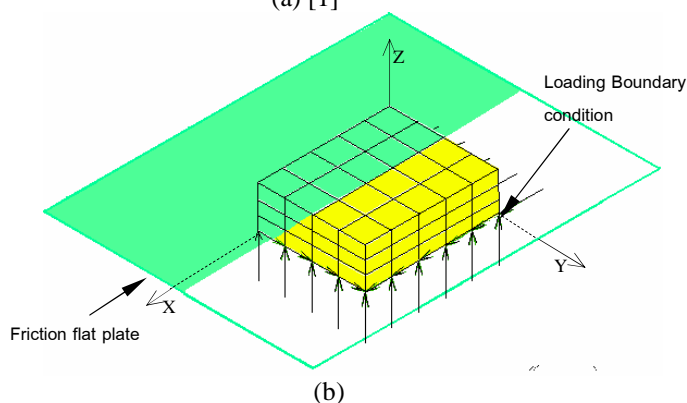 (a) [1]
Z
Loading Boundary
condition
Y
X
Friction flat plate
(b)